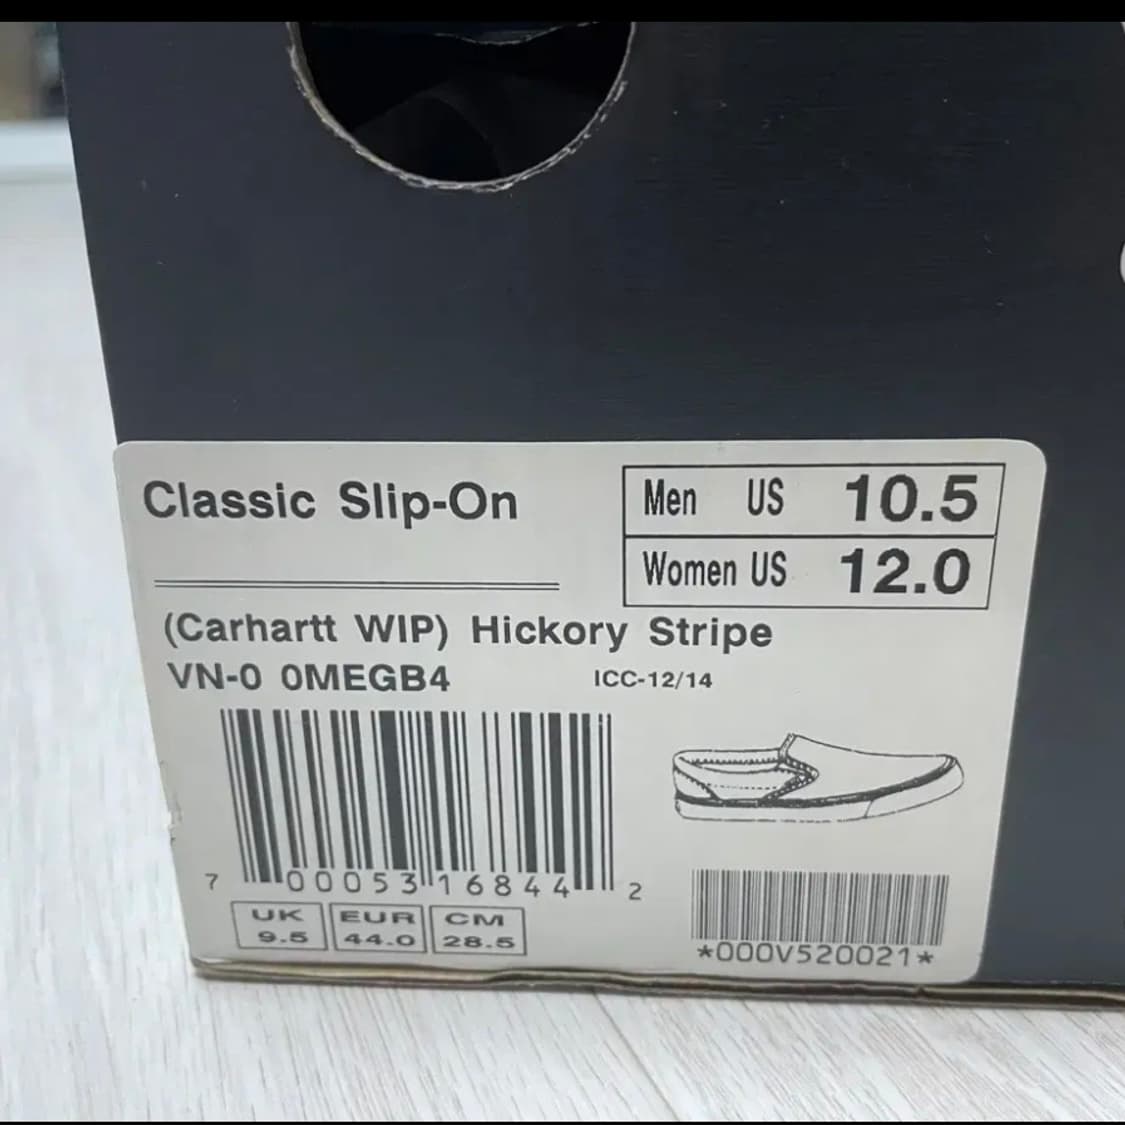 Classic Slip-On
Men US 10.5
Women US 12.0
(Carhartt WIP) Hickory Stripe
VN-0 0MEGB4
ICC-12/14
7 00053 16844 2
UK EUR CM
9.5 44.0 28.5
*000V520021*